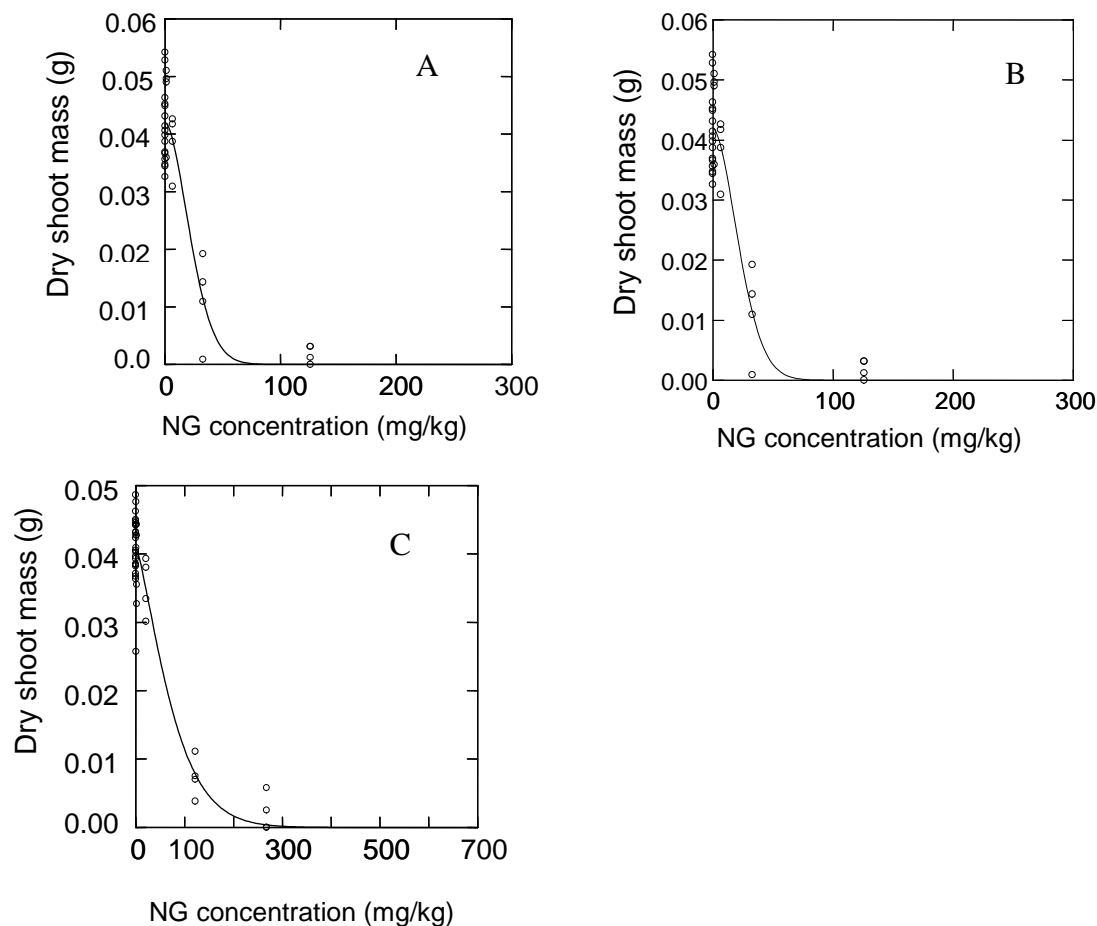 A
Dry shoot mass (g)
0.06
0.05
0.04
0.03
0.02
0.01
0.0
0 100 200 300
NG concentration (mg/kg)
B
Dry shoot mass (g)
0.06
0.05
0.04
0.03
0.02
0.01
0.00
0 100 200 300
NG concentration (mg/kg)
C
Dry shoot mass (g)
0.05
0.04
0.03
0.02
0.01
0.00
0 100 300 500 700
NG concentration (mg/kg)